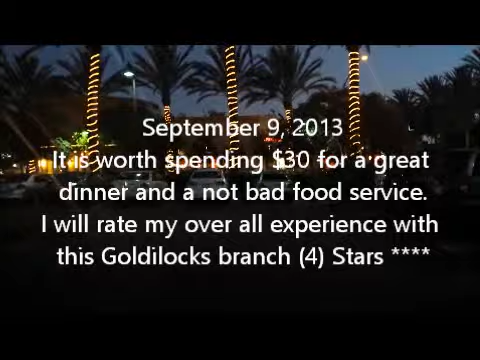 September 9, 2013
It is worth spending $30 for a great
dinner and a not bad food service.
I will rate my over all experience with
this Goldilocks branch (4) Stars ****